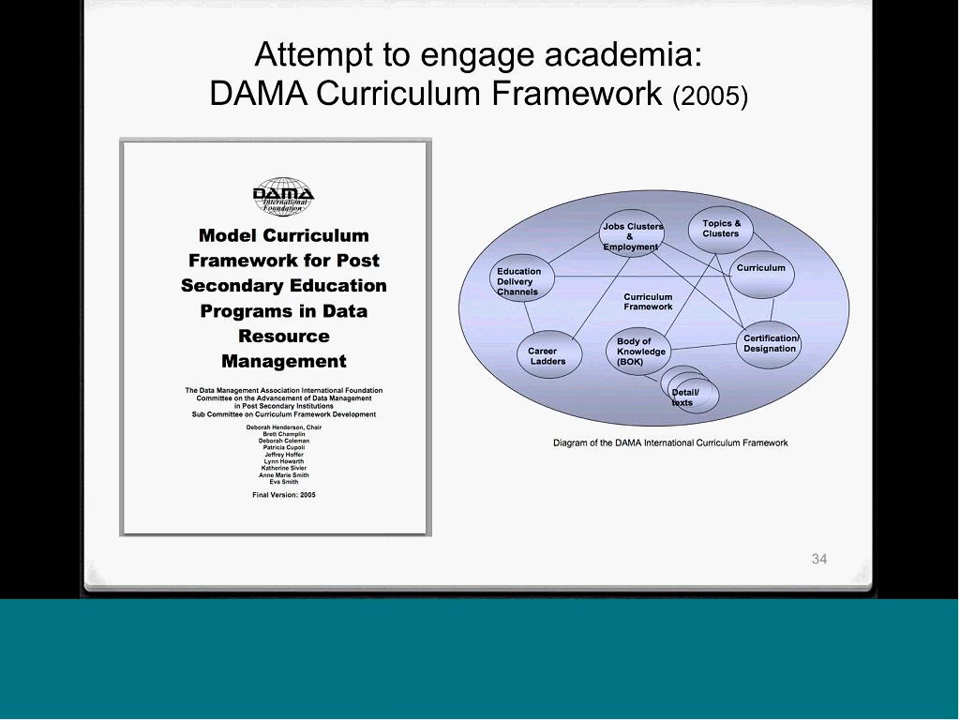 Attempt to engage academia:
DAMA Curriculum Framework (2005)
DAMA
International
Foundation
Model Curriculum
Framework for Post
Secondary Education
Programs in Data
Resource
Management
The Data Management Association International Foundation
Committee on the Advancement of Data Management
in Post Secondary Institutions
Sub Committee on Curriculum Framework Development
Deborah Henderson, Chair
Brett Champlin
Deborah Coleman
Patricia Cupoli
Jeffrey Hoffer
Lynn Howarth
Katherine Sivier
Anne Marie Smith
Eva Smith
Final Version: 2005
Jobs Clusters
&
Employment
Topics &
Clusters
Education
Delivery
Channels
Curriculum
Curriculum
Framework
Career
Ladders
Body of
Knowledge
(BOK)
Certification/
Designation
Detail/
texts
Diagram of the DAMA International Curriculum Framework
34